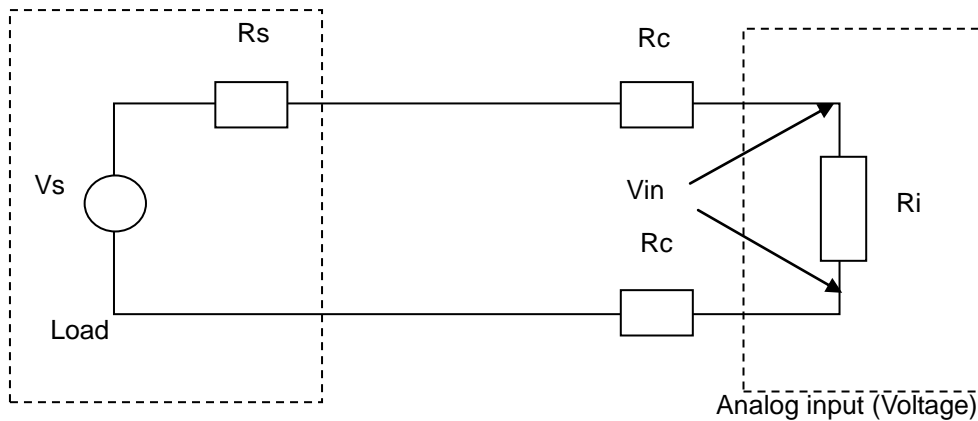 Rs
Rc
Vs
Vin
Ri
Rc
Load
Analog input (Voltage)